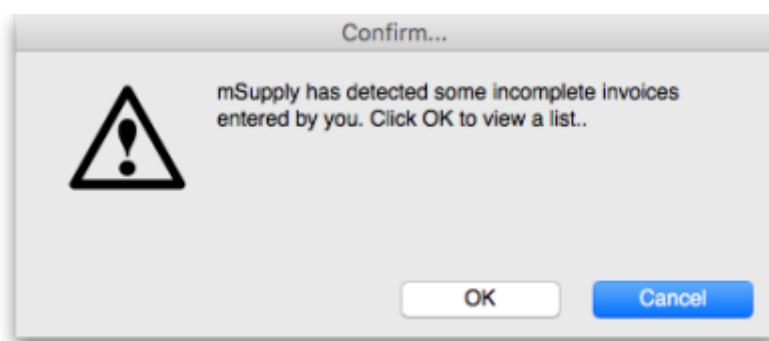 Confirm...
mSupply has detected some incomplete invoices
entered by you. Click OK to view a list..
OK
Cancel